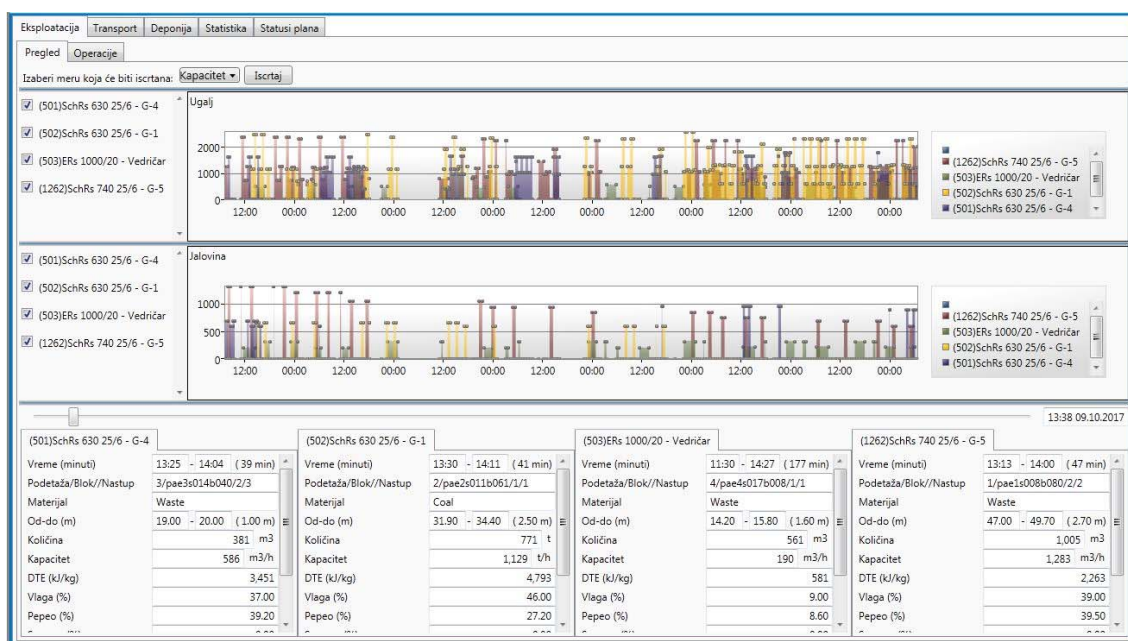 Eksploatacija Transport Deponija Statistika Statusi plana
Pregled Operacije
Izaberi meru koja će biti iscrtana: Kapacitet Iscrtaj
(501)SchRs 630 25/6 - G-4
(502)SchRs 630 25/6 - G-1
(503)ERs 1000/20 - Vedričar
(1262)SchRs 740 25/6 - G-5
Ugalj
2000
1000
0
12:00 00:00 12:00 00:00 12:00 00:00 12:00 00:00 12:00 00:00 12:00 00:00 12:00 00:00
(1262)SchRs 740 25/6 - G-5
(503)ERs 1000/20 - Vedričar
(502)SchRs 630 25/6 - G-1
(501)SchRs 630 25/6 - G-4
(501)SchRs 630 25/6 - G-4
(502)SchRs 630 25/6 - G-1
(503)ERs 1000/20 - Vedričar
(1262)SchRs 740 25/6 - G-5
Jalovina
1000
500
0
12:00 00:00 12:00 00:00 12:00 00:00 12:00 00:00 12:00 00:00 12:00 00:00 12:00 00:00
(1262)SchRs 740 25/6 - G-5
(503)ERs 1000/20 - Vedričar
(502)SchRs 630 25/6 - G-1
(501)SchRs 630 25/6 - G-4
13:38 09.10.2017
(501)SchRs 630 25/6 - G-4
Vreme (minuti) 13:25 - 14:04 (39 min)
Podetaža/Blok//Nastup 3/pae3s014b040/2/3
Materijal Waste
Od-do (m) 19.00 - 20.00 (1.00 m)
Količina 381 m3
Kapacitet 586 m3/h
DTE (kJ/kg) 3,451
Vlaga (%) 37.00
Pepeo (%) 39.20
(502)SchRs 630 25/6 - G-1
Vreme (minuti) 13:30 - 14:11 (41 min)
Podetaža/Blok//Nastup 2/pae2s011b061/1/1
Materijal Coal
Od-do (m) 31.90 - 34.40 (2.50 m)
Količina 771 t
Kapacitet 1,129 t/h
DTE (kJ/kg) 4,793
Vlaga (%) 46.00
Pepeo (%) 27.20
(503)ERs 1000/20 - Vedričar
Vreme (minuti) 11:30 - 14:27 (177 min)
Podetaža/Blok//Nastup 4/pae4s017b008/1/1
Materijal Waste
Od-do (m) 14.20 - 15.80 (1.60 m)
Količina 561 m3
Kapacitet 190 m3/h
DTE (kJ/kg) 581
Vlaga (%) 9.00
Pepeo (%) 8.60
(1262)SchRs 740 25/6 - G-5
Vreme (minuti) 13:13 - 14:00 (47 min)
Podetaža/Blok//Nastup 1/pae1s008b080/2/2
Materijal Waste
Od-do (m) 47.00 - 49.70 (2.70 m)
Količina 1,005 m3
Kapacitet 1,283 m3/h
DTE (kJ/kg) 2,263
Vlaga (%) 39.00
Pepeo (%) 39.50